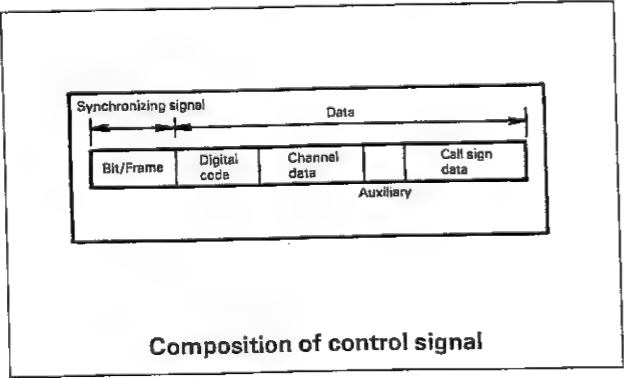 Synchronizing signal
Data
Bit/Frame
Digital
code
Channel
data
Call sign
data
Auxiliary
Composition of control signal